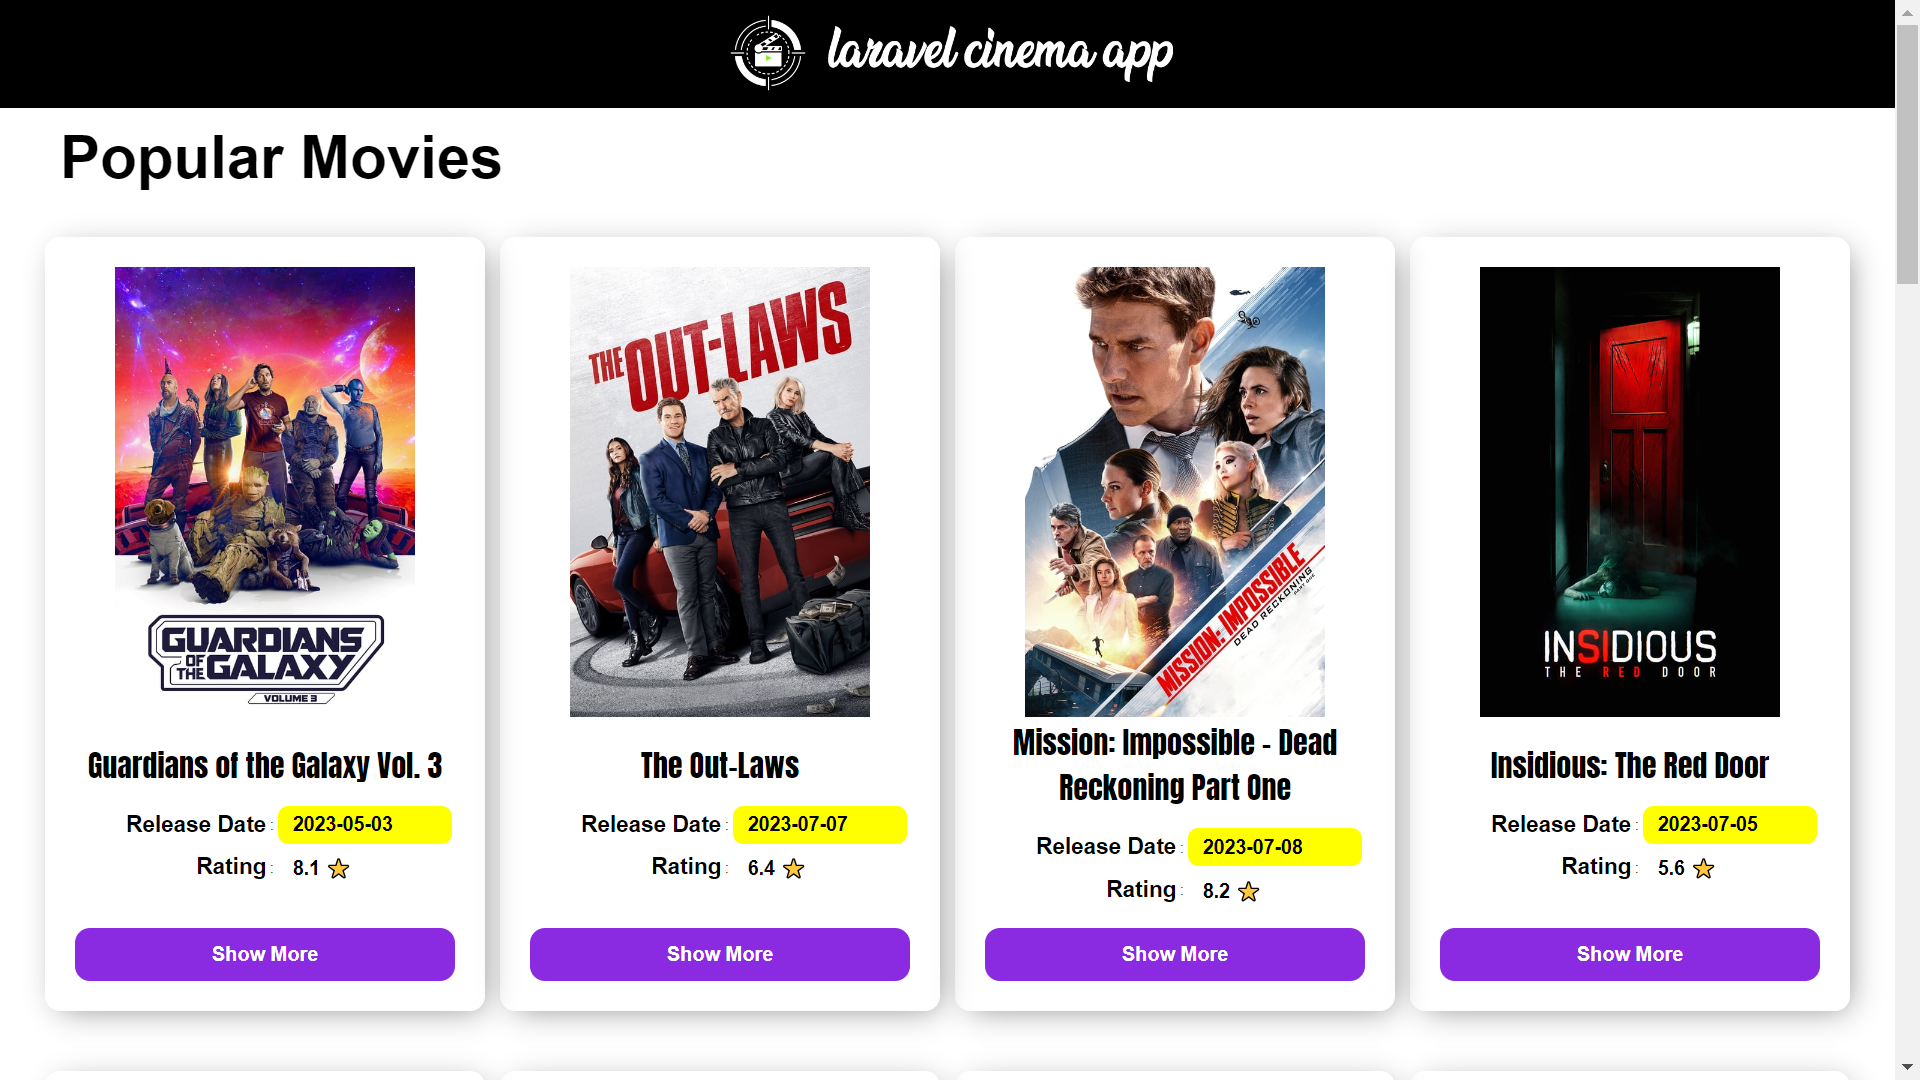 laravel cinema app
Popular Movies
GUARDIANS
OF THE GALAXY
VOLUME 3
Guardians of the Galaxy Vol. 3
Release Date : 2023-05-03
Rating : 8.1
Show More
THE OUT-LAWS
The Out-Laws
Release Date : 2023-07-07
Rating : 6.4
Show More
MISSION: IMPOSSIBLE
DEAD RECKONING
PART ONE
Mission: Impossible - Dead
Reckoning Part One
Release Date : 2023-07-08
Rating : 8.2
Show More
INSIDIOUS
THE RED DOOR
Insidious: The Red Door
Release Date : 2023-07-05
Rating : 5.6
Show More